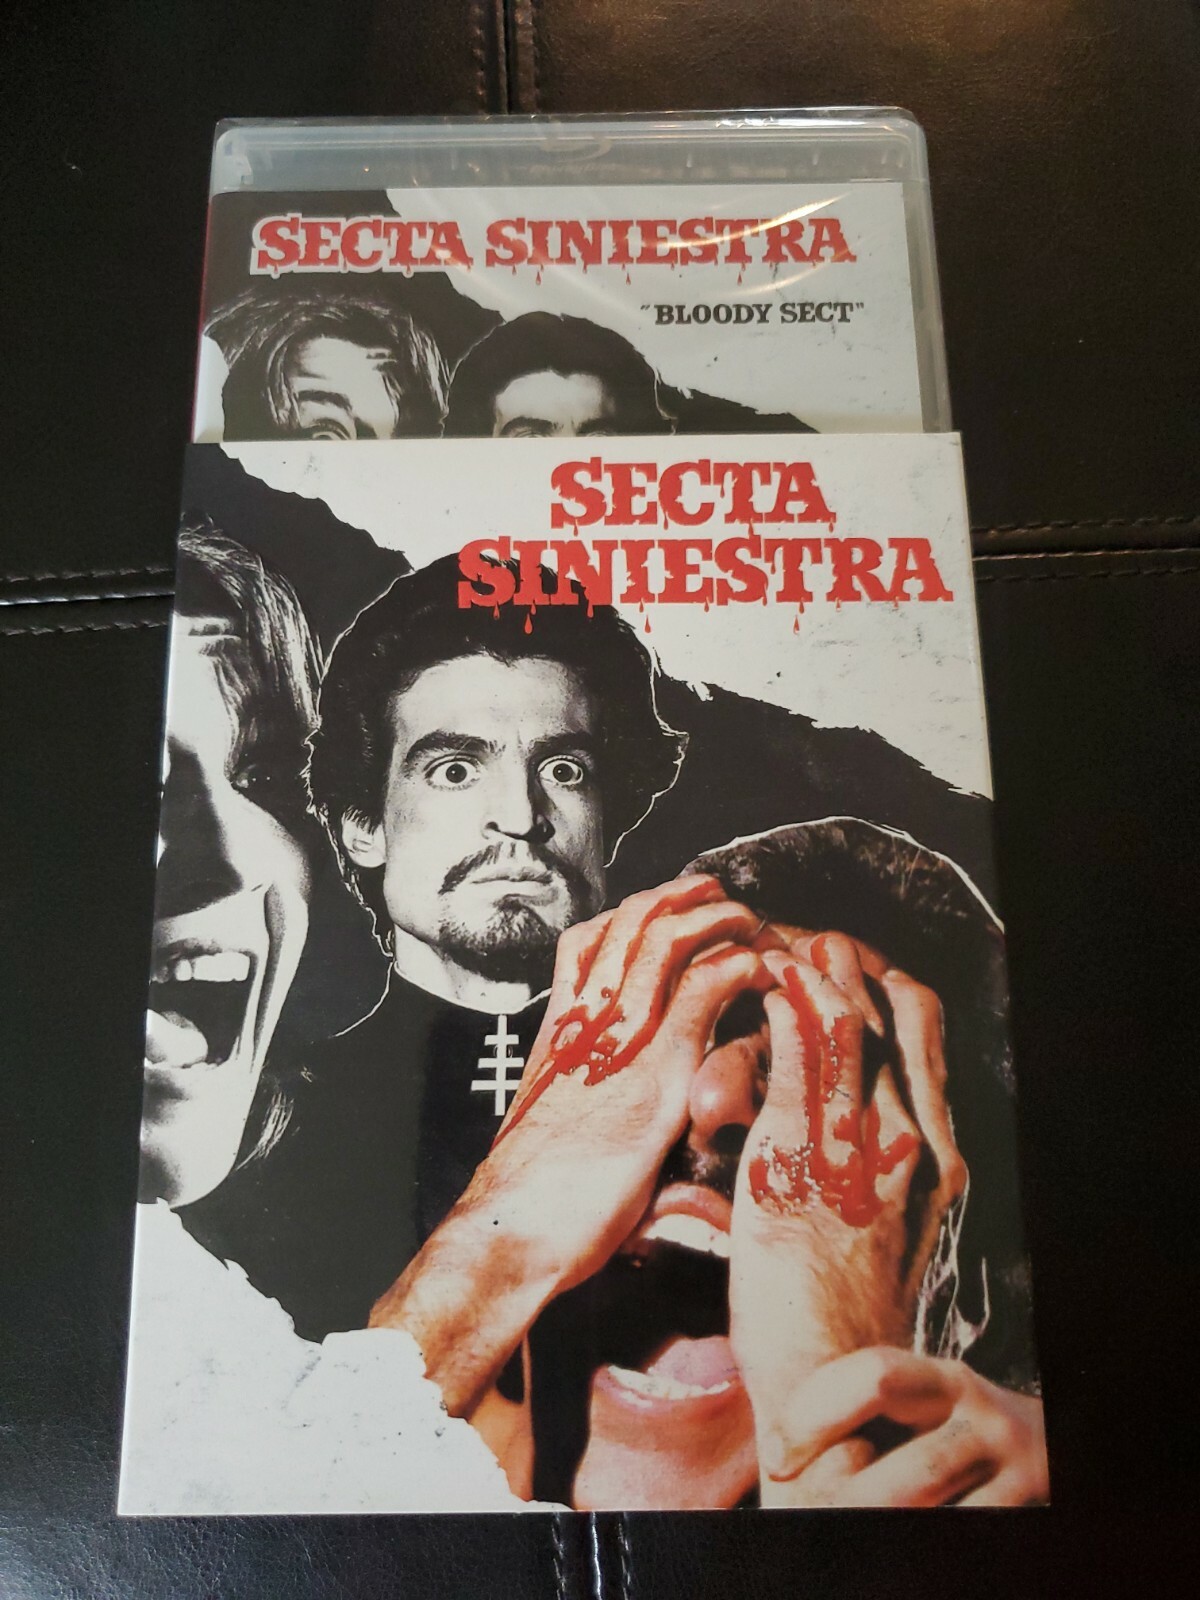 SECTA SINIESTRA
"BLOODY SECT"
SECTA
SINIESTRA